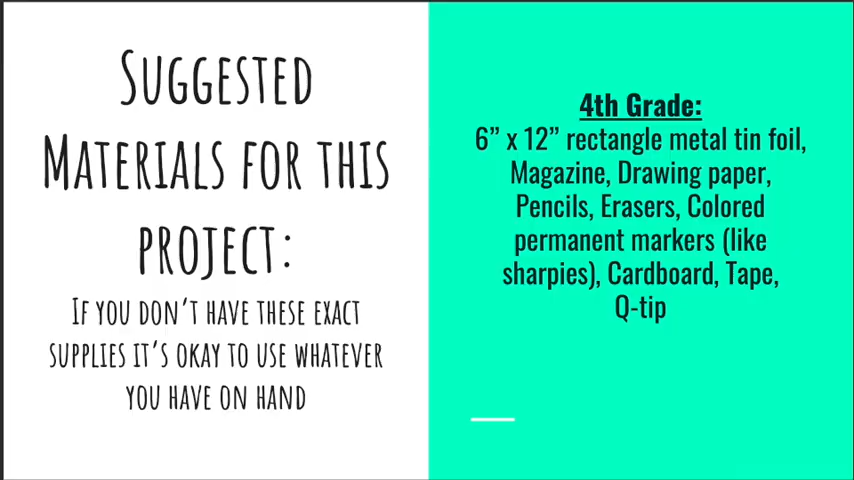 Suggested
Materials for this
project:
If you don't have these exact
supplies it's okay to use whatever
you have on hand
4th Grade:
6” x 12” rectangle metal tin foil,
Magazine, Drawing paper,
Pencils, Erasers, Colored
permanent markers (like
sharpies), Cardboard, Tape,
Q-tip